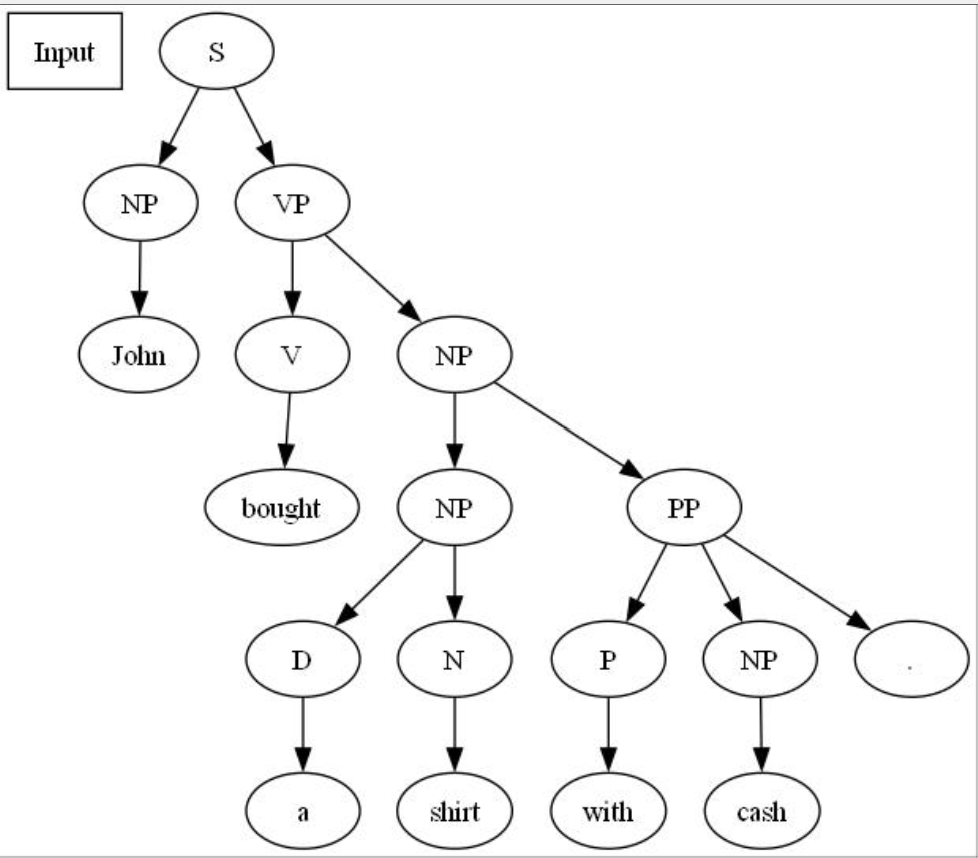 Input S
NP VP
John V NP
bought NP PP
D N P NP .
a shirt with cash